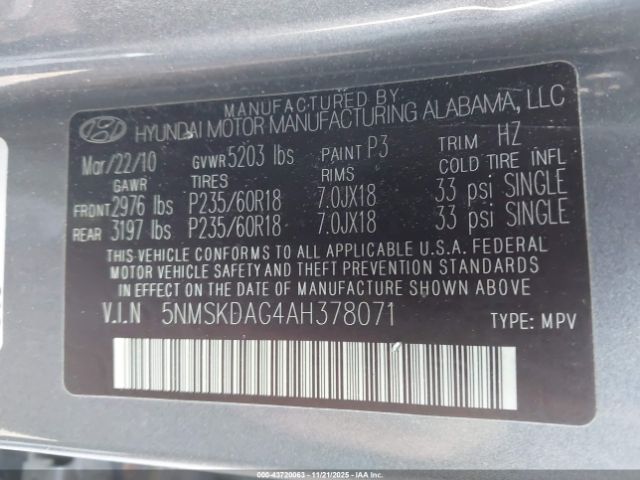 MANUFACTURED BY
HYUNDAI MOTOR MANUFACTURING ALABAMA, LLC
Mar/22/10 GVWR 5203 lbs PAINT P3 TRIM HZ
GAWR TIRES RIMS COLD TIRE INFL
FRONT 2976 lbs P235/60R18 7.0JX18 33 psi SINGLE
REAR 3197 lbs P235/60R18 7.0JX18 33 psi SINGLE
THIS VEHICLE CONFORMS TO ALL APPLICABLE U.S.A. FEDERAL
MOTOR VEHICLE SAFETY AND THEFT PREVENTION STANDARDS
IN EFFECT ON THE DATE OF MANUFACTURE SHOWN ABOVE
V.I.N 5NMSKDAG4AH378071 TYPE: MPV
00-43720063 - 11/21/2025 - IAAI.COM